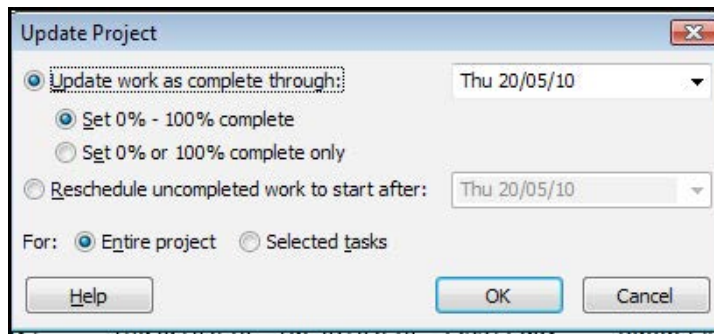 Update Project
Update work as complete through: Thu 20/05/10
Set 0% - 100% complete
Set 0% or 100% complete only
Reschedule uncompleted work to start after: Thu 20/05/10
For: Entire project Selected tasks
Help OK Cancel